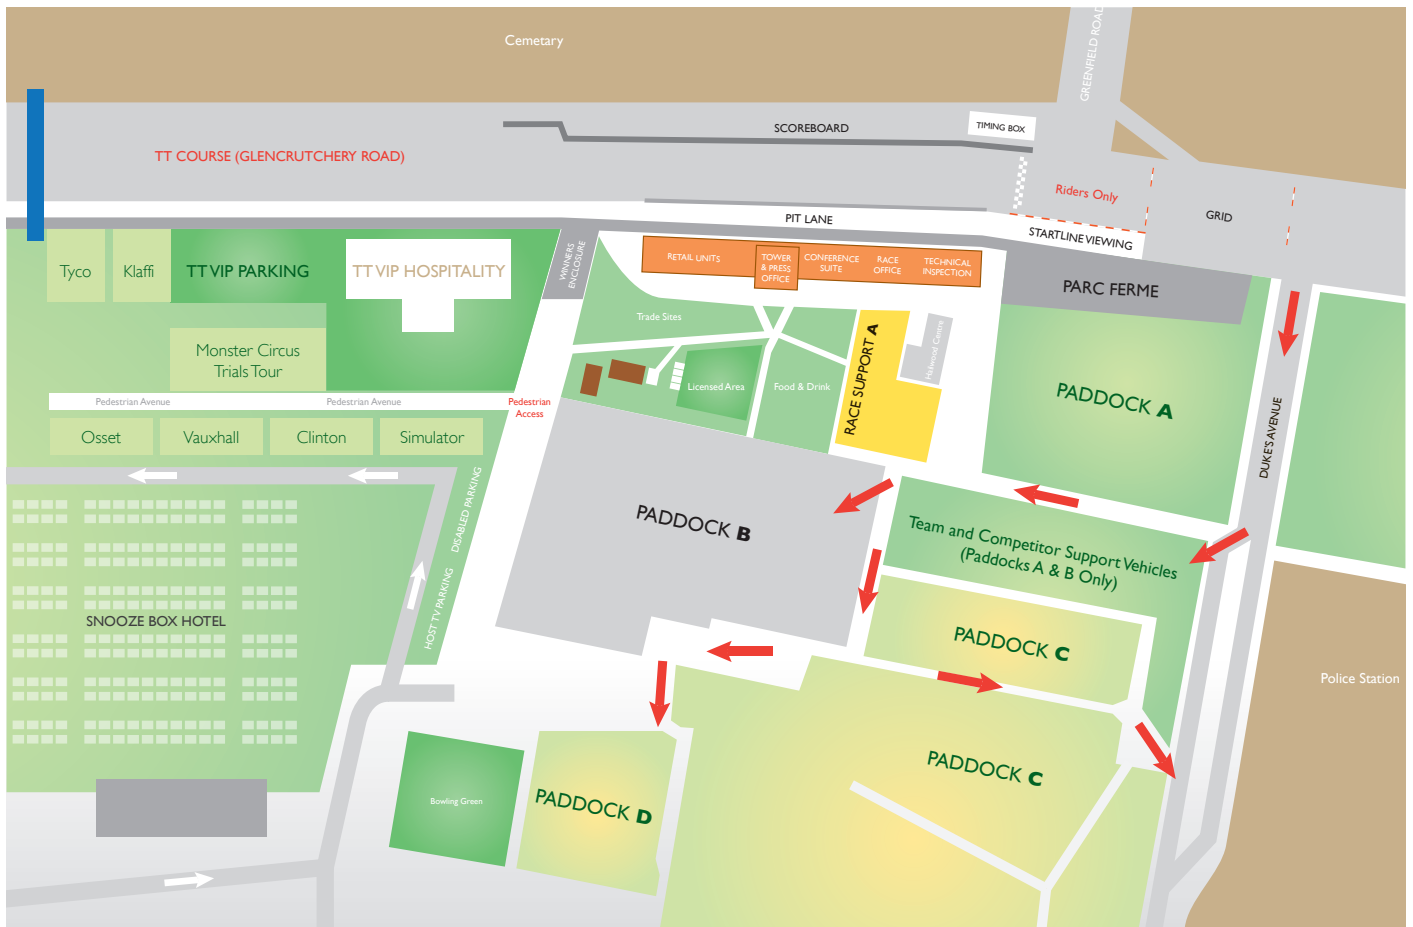 Cemetary
GREENFIELD ROAD
SCOREBOARD
TIMING BOX
TT COURSE (GLENCRUTCHERY ROAD)
Riders Only
GRID
PIT LANE
STARTLINE VIEWING
WINNERS
ENCLOSURE
RETAIL UNITS
TOWER
& PRESS
OFFICE
CONFERENCE
SUITE
RACE
OFFICE
TECHNICAL
INSPECTION
Tyco
Klaffi
TT VIP PARKING
TT VIP HOSPITALITY
PARC FERME
Trade Sites
RACE SUPPORT A
Hailwood Centre
Monster Circus
Trials Tour
Licensed Area
Food & Drink
PADDOCK A
DUKE'S AVENUE
Pedestrian Avenue
Pedestrian Avenue
Pedestrian
Access
Osset
Vauxhall
Clinton
Simulator
DISABLED PARKING
HOST TV PARKING
PADDOCK B
Team and Competitor Support Vehicles
(Paddocks A & B Only)
SNOOZE BOX HOTEL
PADDOCK C
Police Station
PADDOCK C
Bowling Green
PADDOCK D